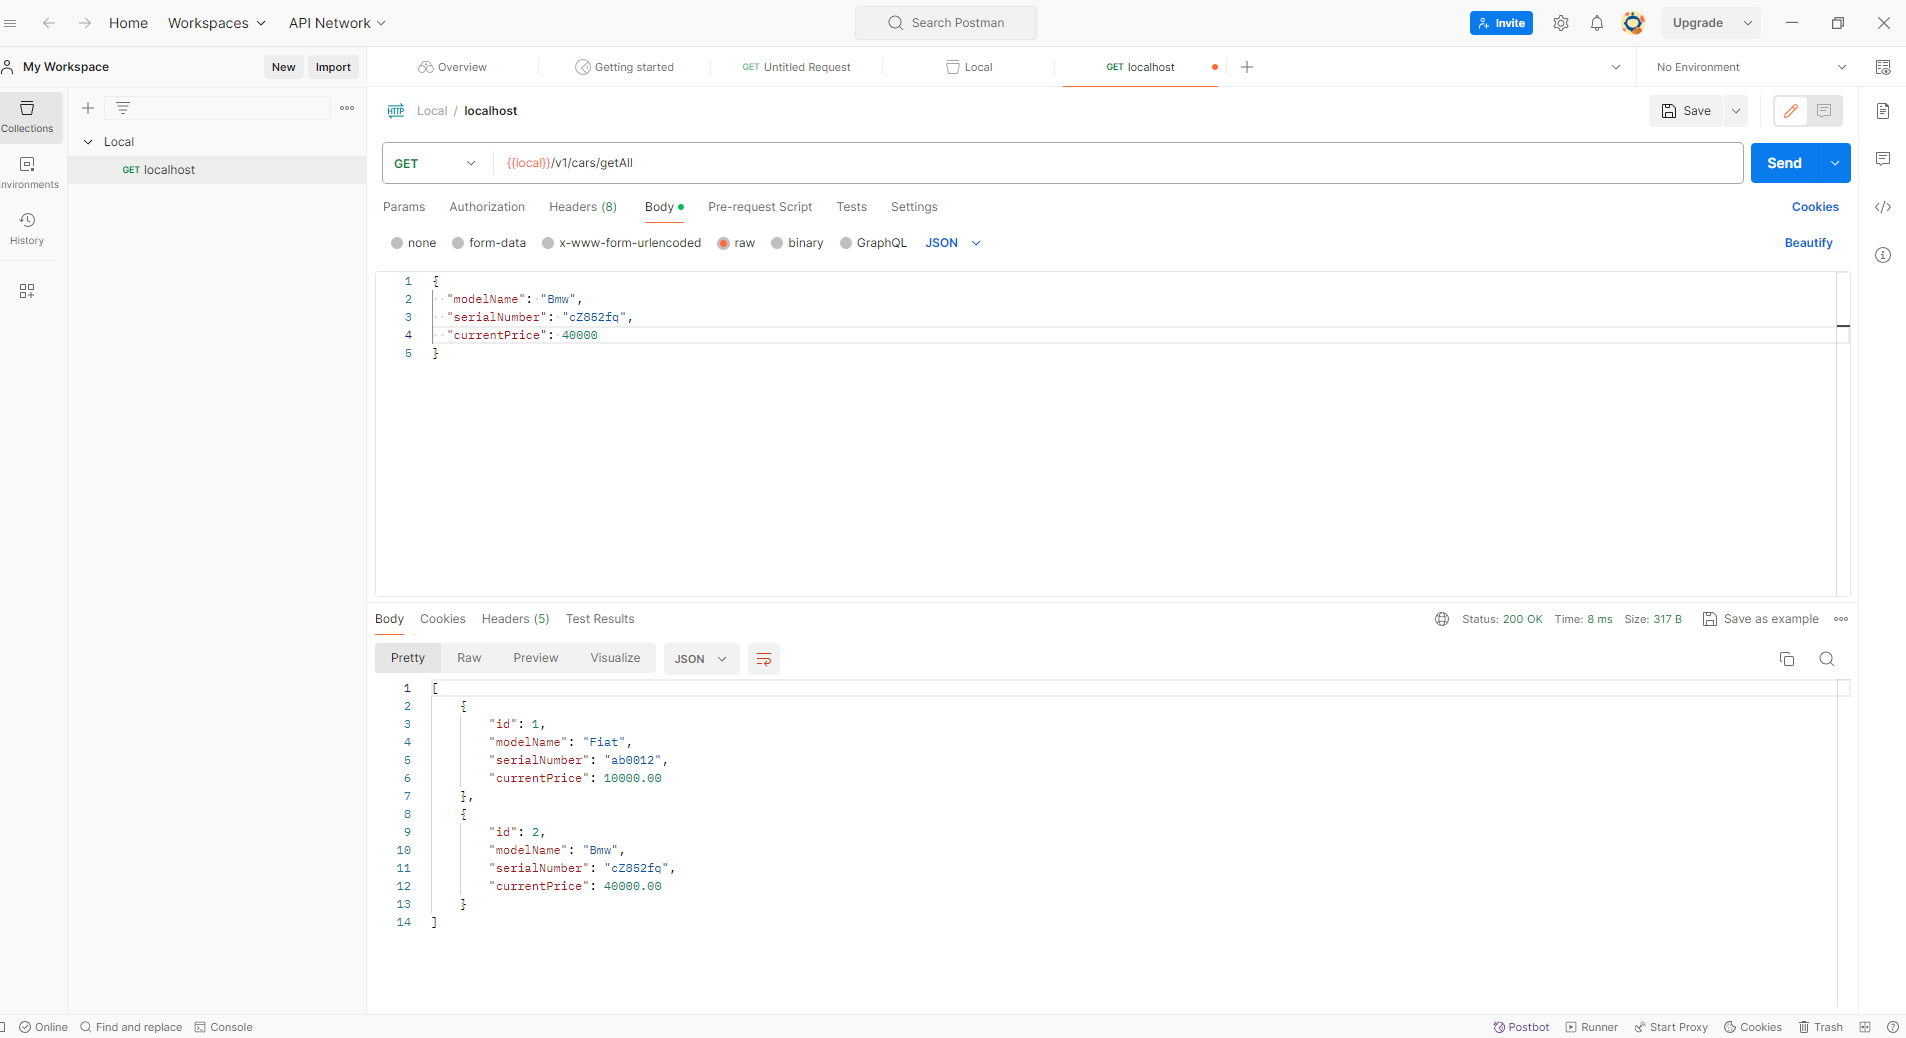 Home Workspaces API Network Search Postman Invite Upgrade
My Workspace New Import Overview Getting started GET Untitled Request Local GET localhost No Environment
Collections
Local / localhost Save
Local
GET localhost
GET {{local}}/v1/cars/getAll Send
nvironments
Params Authorization Headers (8) Body Pre-request Script Tests Settings Cookies
History
none form-data x-www-form-urlencoded raw binary GraphQL JSON Beautify
1 {
2 "modelName": "Bmw",
3 "serialNumber": "cZ852fq",
4 "currentPrice": 40000
5 }
Body Cookies Headers (5) Test Results Status: 200 OK Time: 8 ms Size: 317 B Save as example
Pretty Raw Preview Visualize JSON
1 [
2 {
3 "id": 1,
4 "modelName": "Fiat",
5 "serialNumber": "ab0012",
6 "currentPrice": 10000.00
7 },
8 {
9 "id": 2,
10 "modelName": "Bmw",
11 "serialNumber": "cZ852fq",
12 "currentPrice": 40000.00
13 }
14 ]
Online Find and replace Console Postbot Runner Start Proxy Cookies Trash